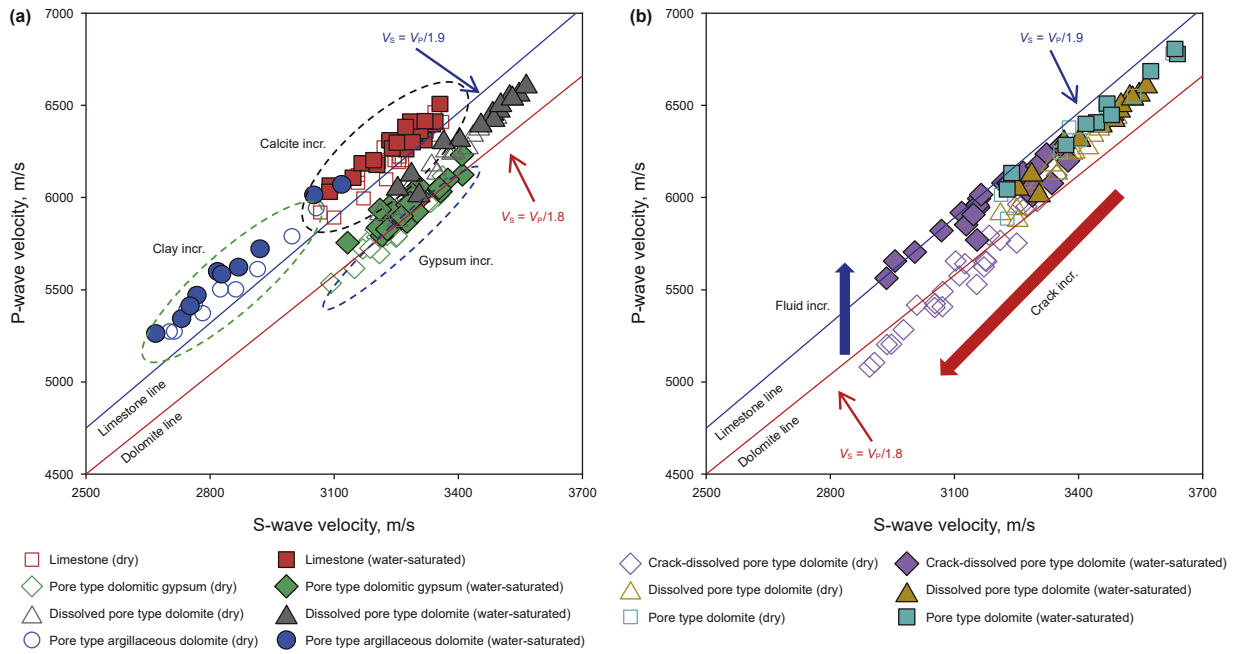 (a)
7000
6500
6000
5500
5000
4500
P-wave velocity, m/s
2500
2800
3100
3400
3700
S-wave velocity, m/s
VS = VP/1.9
Calcite incr.
Clay incr.
VS = VP/1.8
Gypsum incr.
Limestone line
Dolomite line
Limestone (dry)
Limestone (water-saturated)
Pore type dolomitic gypsum (dry)
Pore type dolomitic gypsum (water-saturated)
Dissolved pore type dolomite (dry)
Dissolved pore type dolomite (water-saturated)
Pore type argillaceous dolomite (dry)
Pore type argillaceous dolomite (water-saturated)
(b)
7000
6500
6000
5500
5000
4500
P-wave velocity, m/s
2500
2800
3100
3400
3700
S-wave velocity, m/s
VS = VP/1.9
Fluid incr.
Crack incr.
Limestone line
Dolomite line
VS = VP/1.8
Crack-dissolved pore type dolomite (dry)
Crack-dissolved pore type dolomite (water-saturated)
Dissolved pore type dolomite (dry)
Dissolved pore type dolomite (water-saturated)
Pore type dolomite (dry)
Pore type dolomite (water-saturated)